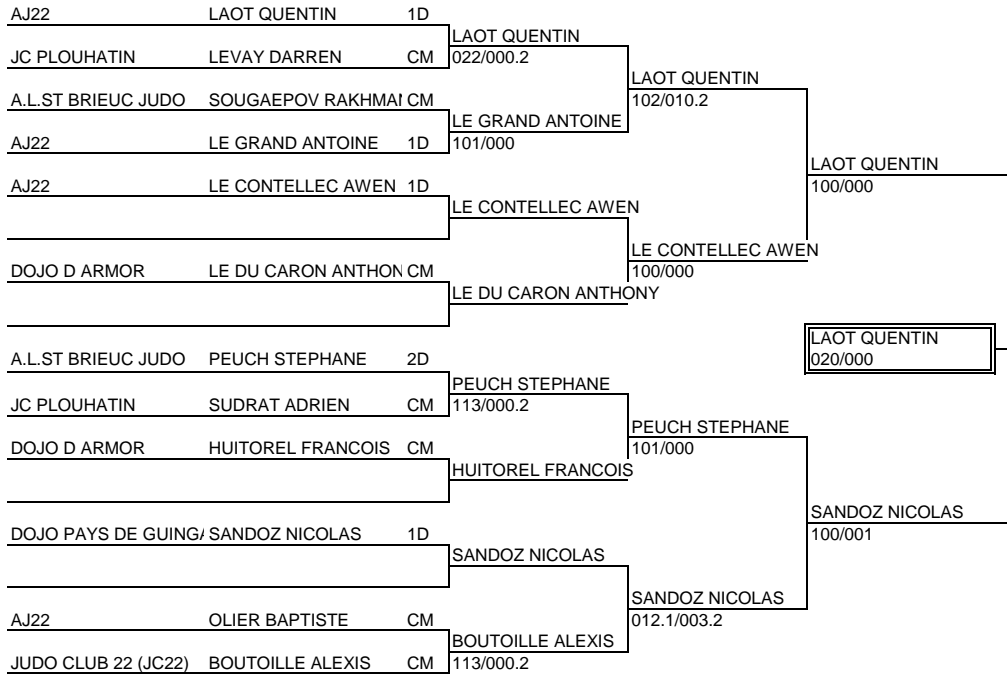 AJ22 LAOT QUENTIN 1D
LAOT QUENTIN
JC PLOUHATIN LEVAY DARREN CM 022/000.2
LAOT QUENTIN
A.L.ST BRIEUC JUDO SOUGAEPOV RAKHMAI CM 102/010.2
LE GRAND ANTOINE
AJ22 LE GRAND ANTOINE 1D 101/000
LAOT QUENTIN
AJ22 LE CONTELLEC AWEN 1D 100/000
LE CONTELLEC AWEN
LE CONTELLEC AWEN
DOJO D ARMOR LE DU CARON ANTHON CM 100/000
LE DU CARON ANTHONY
LAOT QUENTIN
A.L.ST BRIEUC JUDO PEUCH STEPHANE 2D 020/000
PEUCH STEPHANE
JC PLOUHATIN SUDRAT ADRIEN CM 113/000.2
PEUCH STEPHANE
DOJO D ARMOR HUITOREL FRANCOIS CM 101/000
HUITOREL FRANCOIS
SANDOZ NICOLAS
DOJO PAYS DE GUINGA SANDOZ NICOLAS 1D 100/001
SANDOZ NICOLAS
SANDOZ NICOLAS
AJ22 OLIER BAPTISTE CM 012.1/003.2
BOUTOILLE ALEXIS
JUDO CLUB 22 (JC22) BOUTOILLE ALEXIS CM 113/000.2